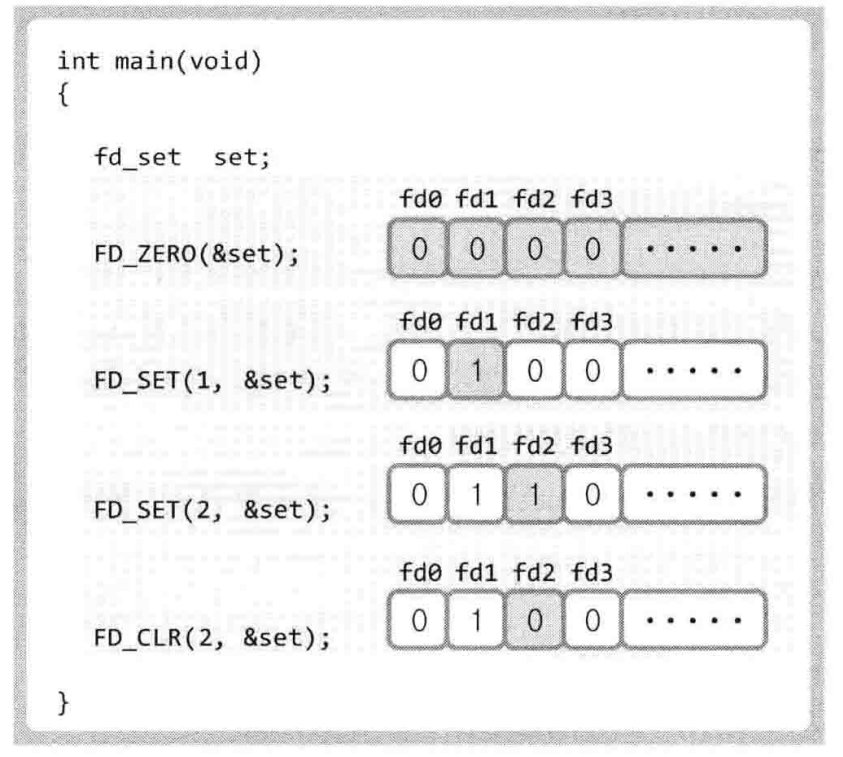 int main(void)
{
fd_set set;
fd0 fd1 fd2 fd3
FD_ZERO(&set); 0 0 0 0 .....
fd0 fd1 fd2 fd3
FD_SET(1, &set); 0 1 0 0 .....
fd0 fd1 fd2 fd3
FD_SET(2, &set); 0 1 1 0 .....
fd0 fd1 fd2 fd3
FD_CLR(2, &set); 0 1 0 0 .....
}